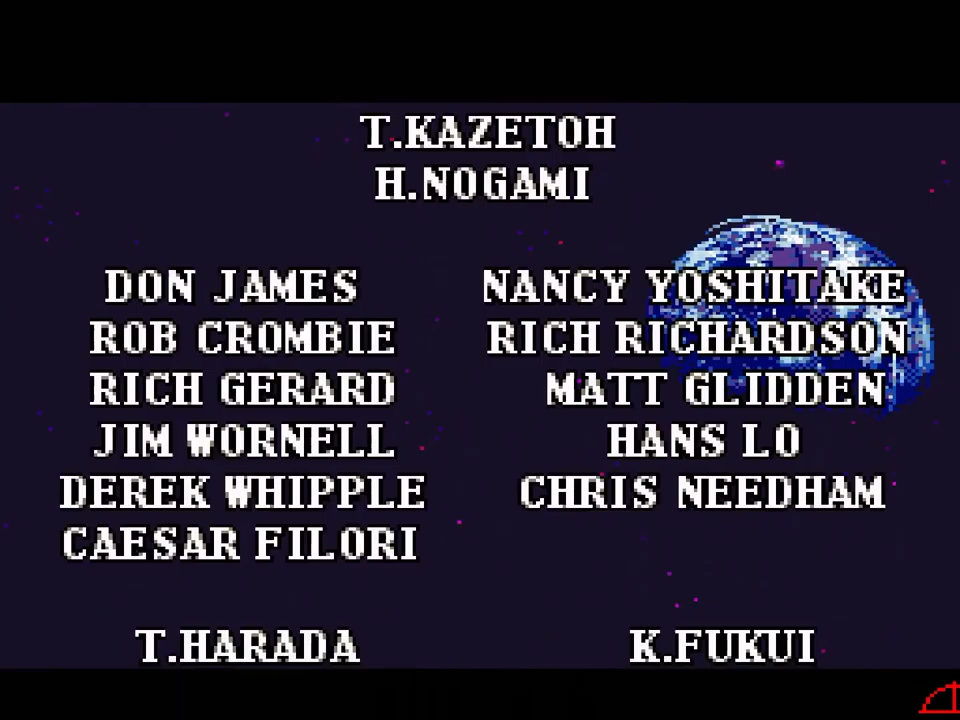 T.KAZETOH
H.NOGAMI
DON JAMES NANCY YOSHITAKE
ROB CROMBIE RICH RICHARDSON
RICH GERARD MATT GLIDDEN
JIM WORNELL HANS LO
DEREK WHIPPLE CHRIS NEEDHAM
CAESAR FILORI
T.HARADA K.FUKUI